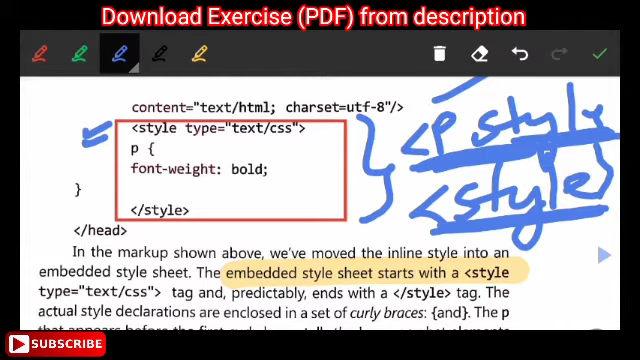 Download Exercise (PDF) from description
content="text/html; charset=utf-8"/>
<style type="text/css">
p {
font-weight: bold;
}
</style>
</head>
<p style
<style>
In the markup shown above, we've moved the inline style into an
embedded style sheet. The embedded style sheet starts with a <style
type="text/css"> tag and, predictably, ends with a </style> tag. The
actual style declarations are enclosed in a set of curly braces: {and}. The p
SUBSCRIBE